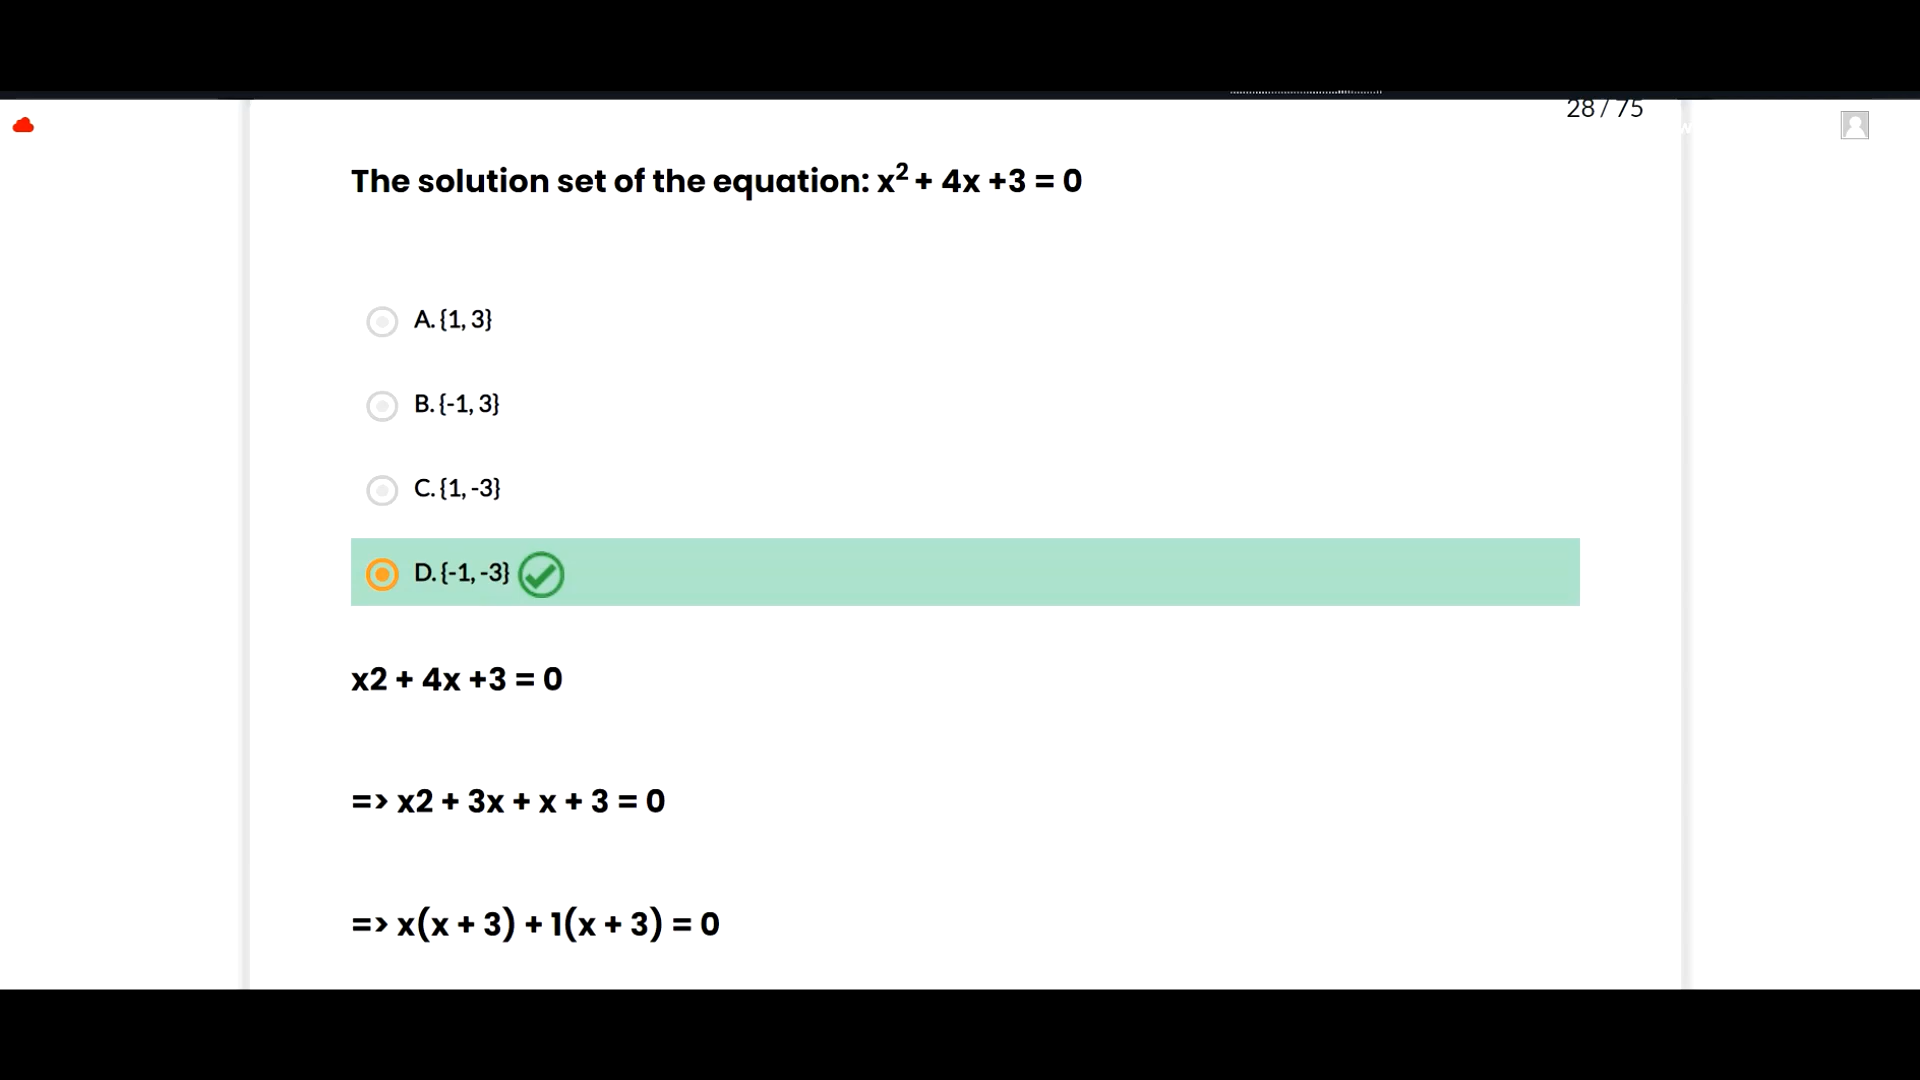 28 / 75
The solution set of the equation: x² + 4x +3 = 0
A. {1, 3}
B. {-1, 3}
C. {1, -3}
D. {-1, -3}
x2 + 4x +3 = 0
=> x2 + 3x + x + 3 = 0
=> x(x + 3) + 1(x + 3) = 0